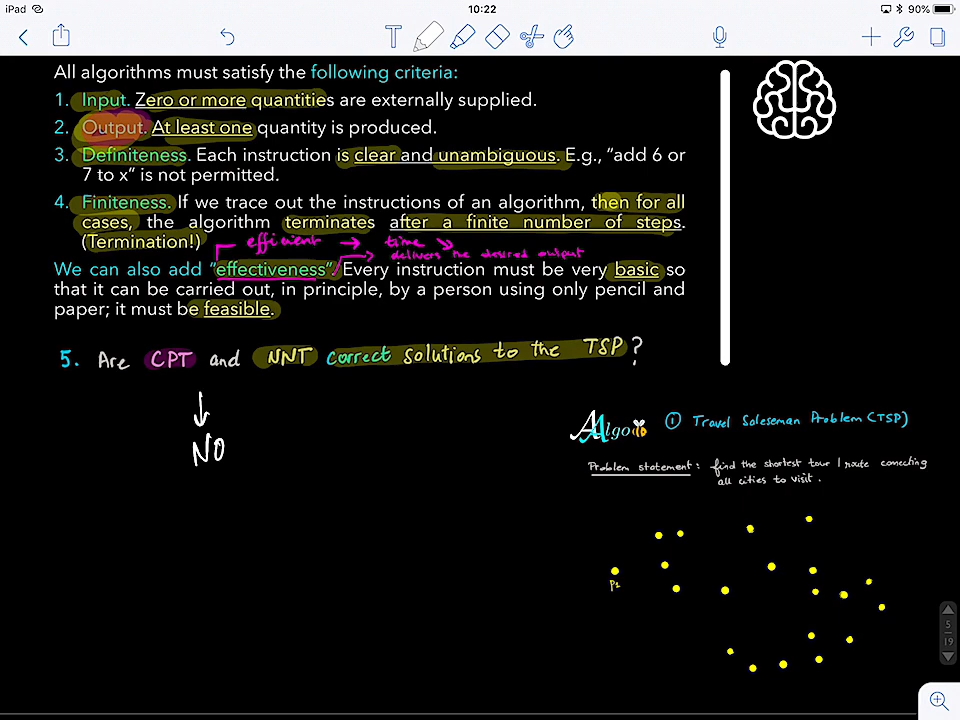 iPad
10:22
90%
T
All algorithms must satisfy the following criteria:
1. Input. Zero or more quantities are externally supplied.
2. Output. At least one quantity is produced.
3. Definiteness. Each instruction is clear and unambiguous. E.g., "add 6 or
7 to x" is not permitted.
4. Finiteness. If we trace out the instructions of an algorithm, then for all
cases, the algorithm terminates after a finite number of steps.
(Termination!)
efficient → time
delivers the desired output
We can also add "effectiveness". Every instruction must be very basic so
that it can be carried out, in principle, by a person using only pencil and
paper; it must be feasible.
5. Are CPT and NNT correct solutions to the TSP?
↓
NO
AAlgo
① Travel Salesman Problem (TSP)
Problem statement: find the shortest tour / route connecting
all cities to visit.
P1
5
19